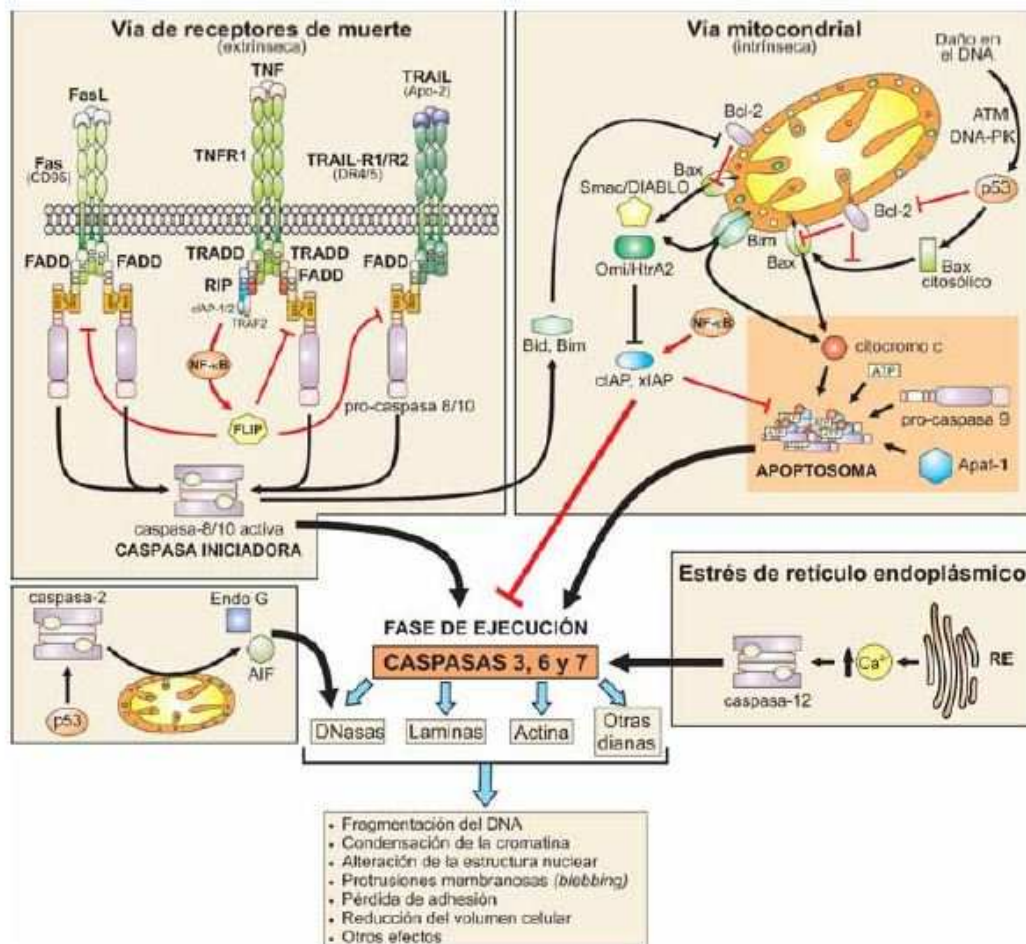 Vía de receptores de muerte
(extrínseca)
FasL
TNF
TRAIL
(Apo-2)
Fas
(CD95)
TNFR1
TRAIL-R1/R2
(DR4/5)
FADD
FADD
TRADD
TRADD
FADD
FADD
RIP
cIAP-1/2
TRAF2
NF-κB
FLIP
pro-caspasa 8/10
caspasa-8/10 activa
CASPASA INICIADORA
Vía mitocondrial
(intrínseca)
Daño en
el DNA
ATM
DNA-PK
p53
Bcl-2
Bax
Smac/DIABLO
Bcl-2
Bim
Bax
Bax
citosólico
Omi/HtrA2
Bid, Bim
NF-κB
cIAP, xIAP
citocromo c
ATP
pro-caspasa 9
Apaf-1
APOPTOSOMA
caspasa-2
Endo G
AIF
p53
FASE DE EJECUCIÓN
CASPASAS 3, 6 y 7
DNasas
Laminas
Actina
Otras
dianas
Estrés de retículo endoplásmico
RE
caspasa-12
• Fragmentación del DNA
• Condensación de la cromatina
• Alteración de la estructura nuclear
• Protrusiones membranosas (blebbing)
• Pérdida de adhesión
• Reducción del volumen celular
• Otros efectos